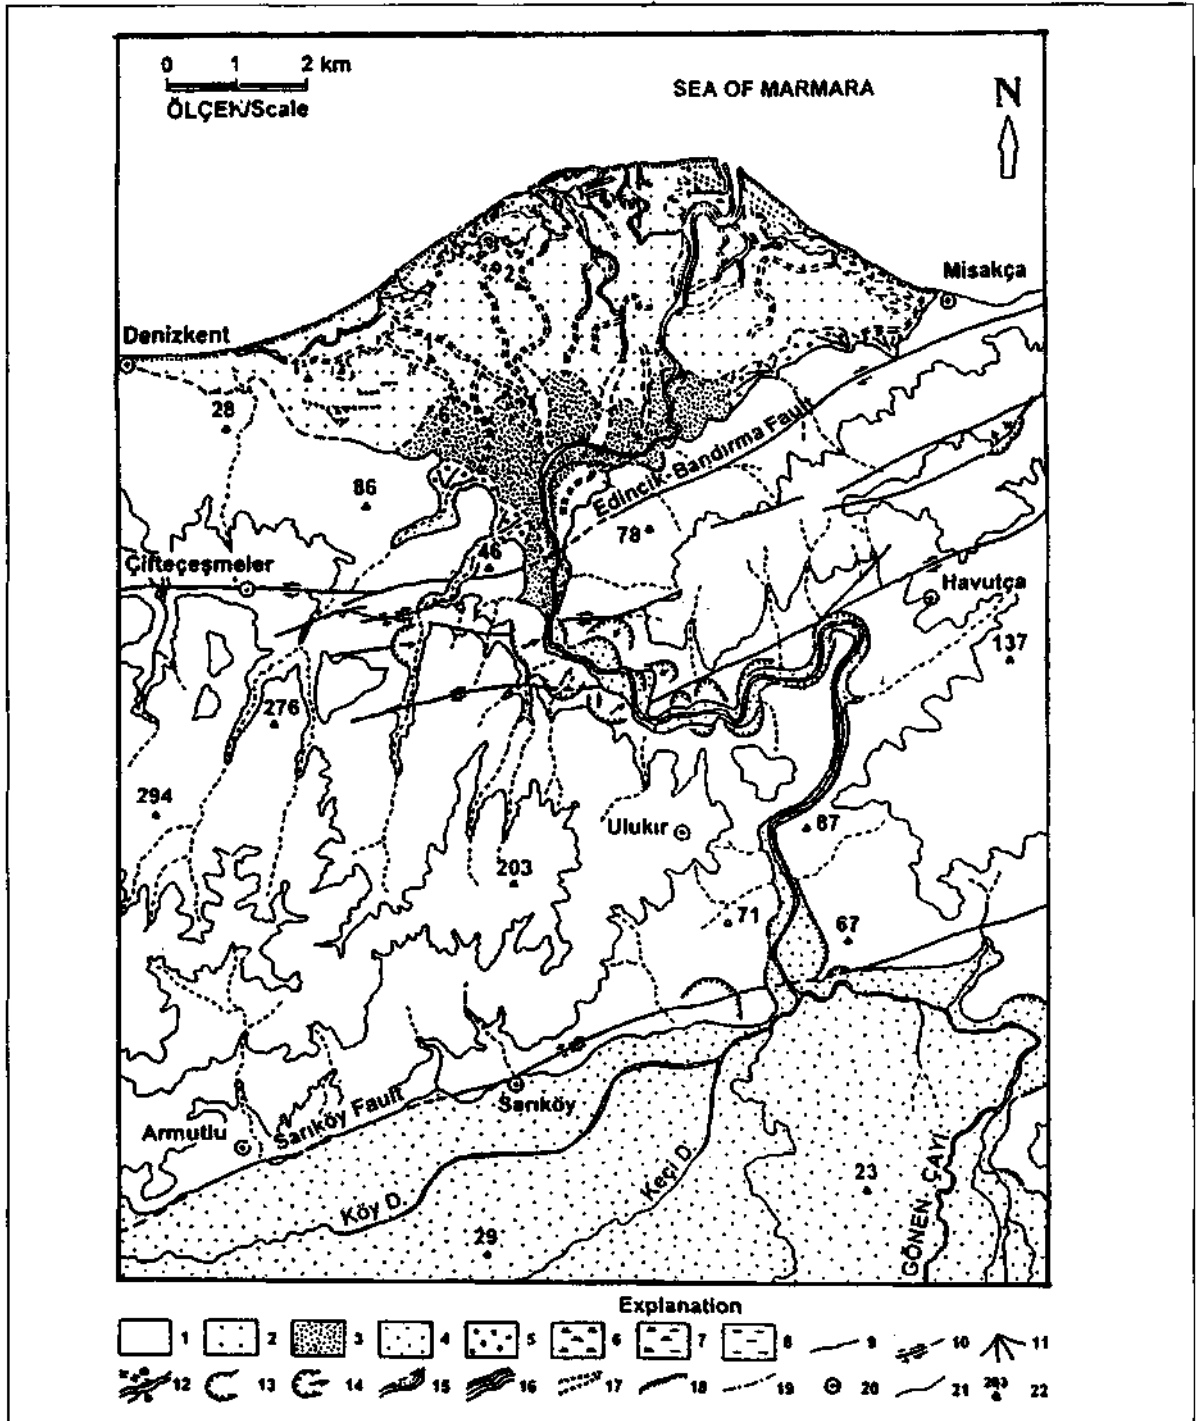 0 1 2 km
ÖLÇEK/Scale
SEA OF MARMARA
N
Misakça
Denizkent
2
1
28
86
Edincik-Bandırma Fault
78
46
Çifteçeşmeler
Havutça
137
276
294
Ulukır
87
203
71
67
Sarıköy Fault
Sarıköy
Armutlu
Köy D.
Keçi D.
23
29
GÖNEN ÇAYI
Explanation
1 2 3 4 5 6 7 8 9 10 11
12 13 14 15 16 17 18 19 20 21 203 22